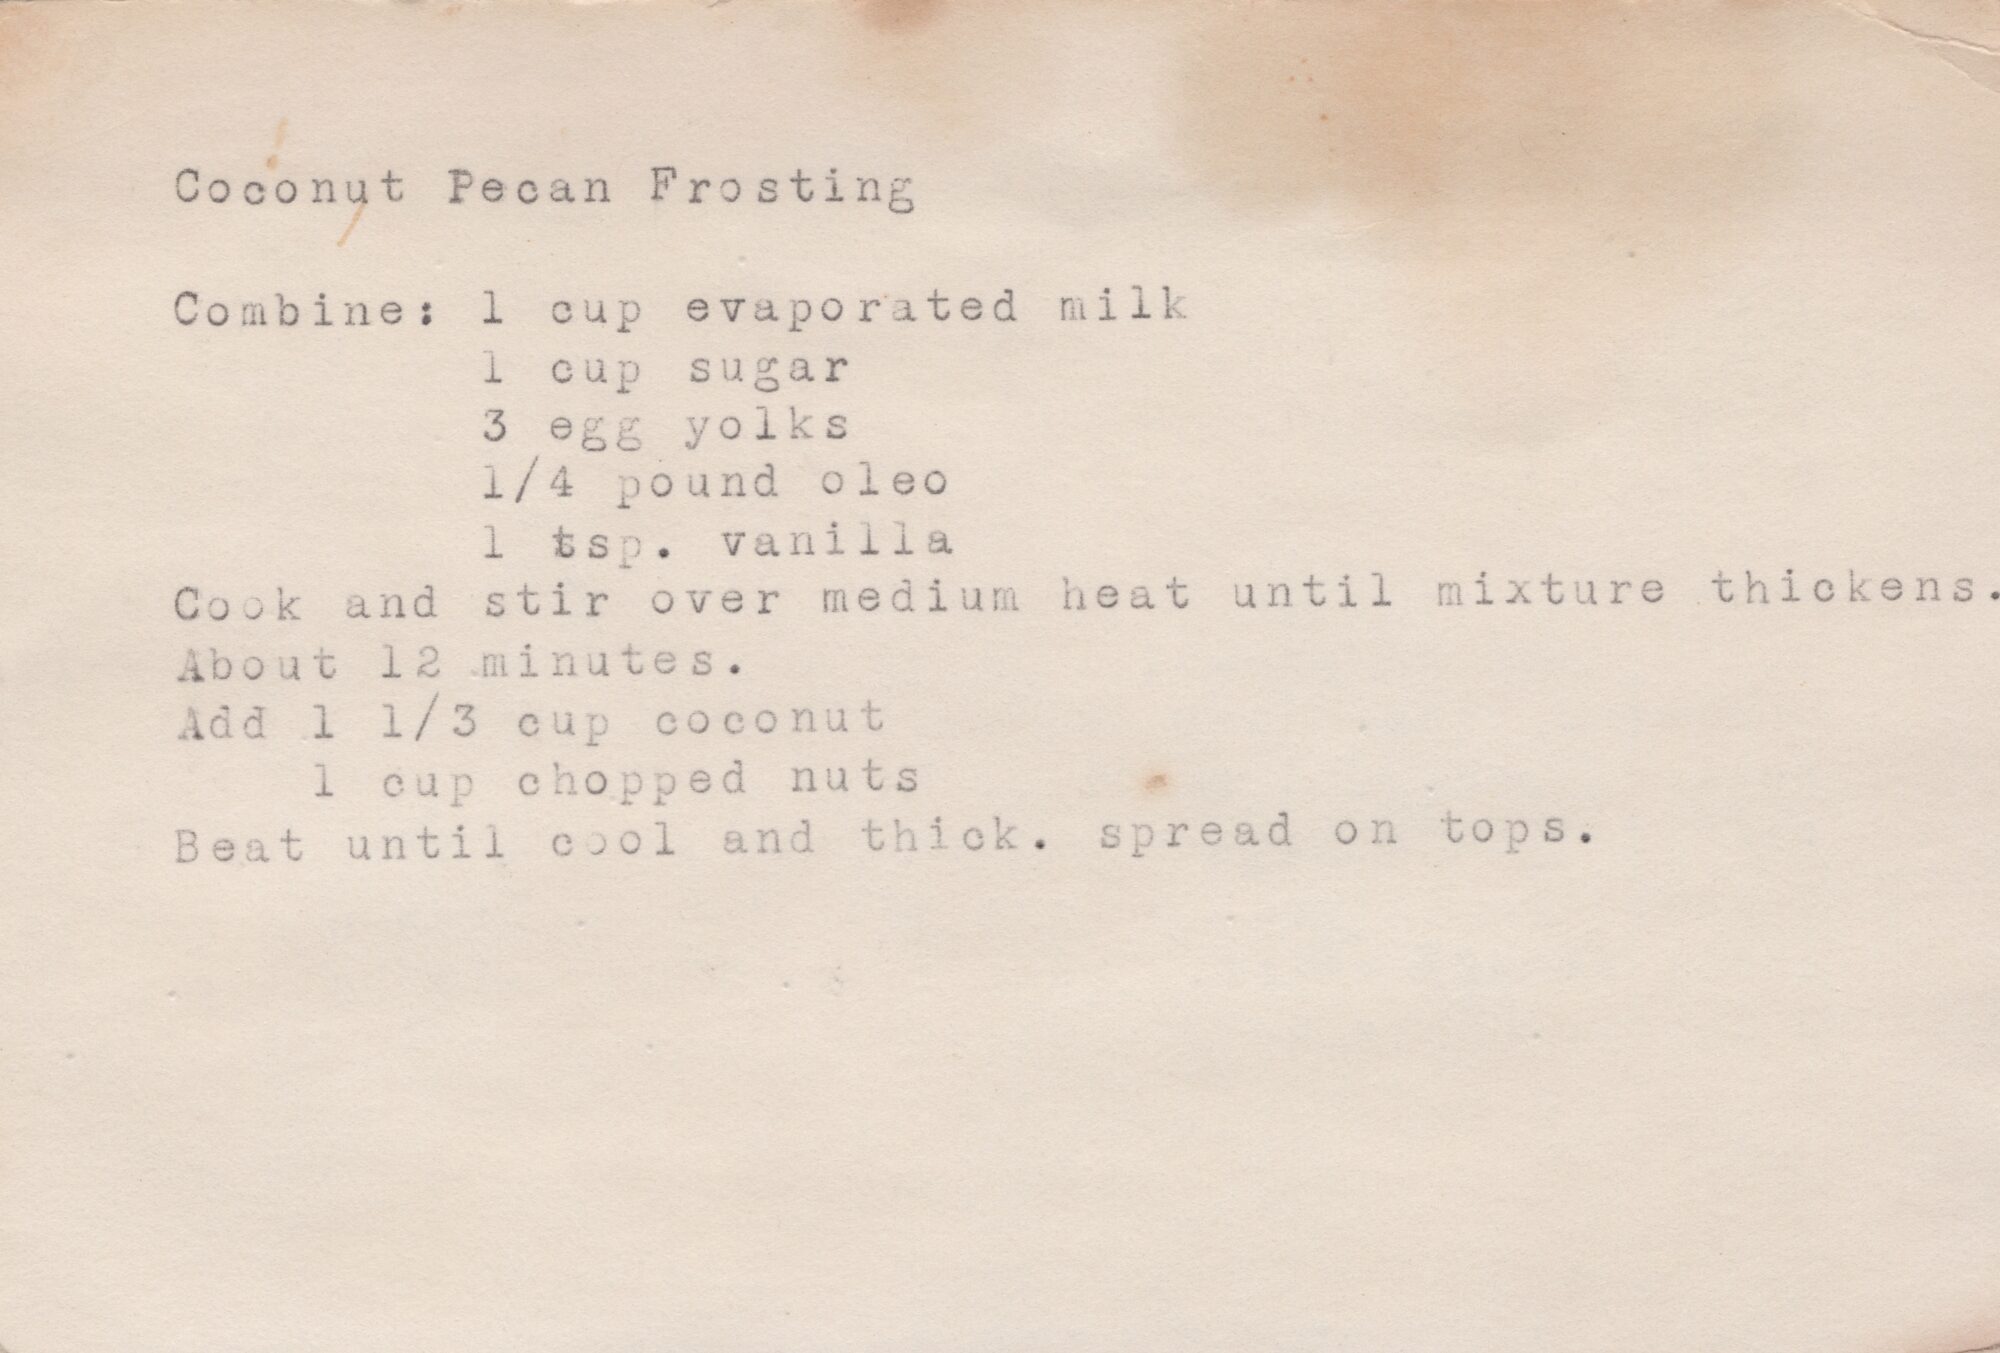 Coconut Pecan Frosting
Combine: 1 cup evaporated milk
1 cup sugar
3 egg yolks
1/4 pound oleo
1 tsp. vanilla
Cook and stir over medium heat until mixture thickens.
About 12 minutes.
Add 1 1/3 cup coconut
1 cup chopped nuts
Beat until cool and thick. spread on tops.